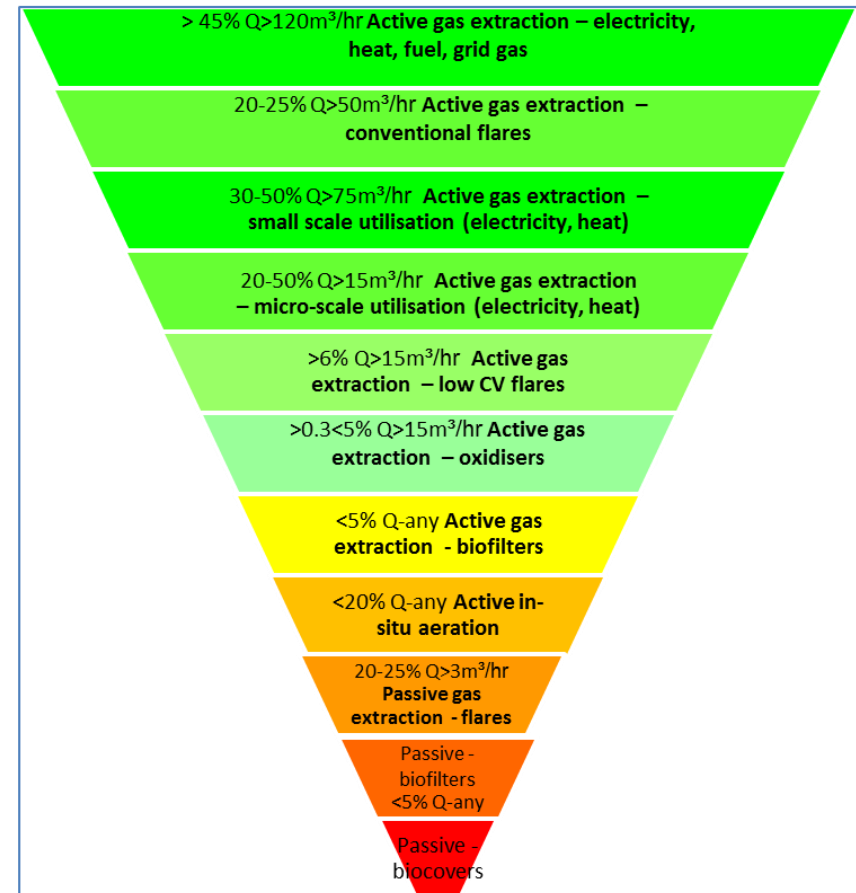 > 45% Q>120m³/hr Active gas extraction – electricity,
heat, fuel, grid gas
20-25% Q>50m³/hr Active gas extraction –
conventional flares
30-50% Q>75m³/hr Active gas extraction –
small scale utilisation (electricity, heat)
20-50% Q>15m³/hr Active gas extraction
– micro-scale utilisation (electricity, heat)
>6% Q>15m³/hr Active gas
extraction – low CV flares
>0.3<5% Q>15m³/hr Active gas
extraction – oxidisers
<5% Q-any Active gas
extraction - biofilters
<20% Q-any Active in-
situ aeration
20-25% Q>3m³/hr
Passive gas
extraction - flares
Passive -
biofilters
<5% Q-any
Passive -
biocovers